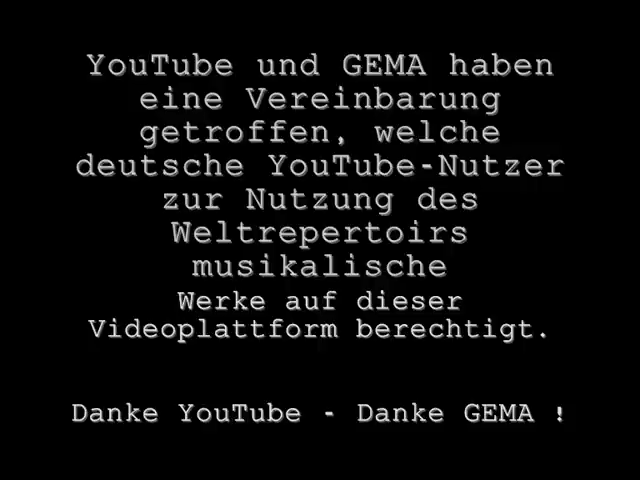 YouTube und GEMA haben
eine Vereinbarung
getroffen, welche
deutsche YouTube-Nutzer
zur Nutzung des
Weltrepertoirs
musikalische
Werke auf dieser
Videoplattform berechtigt.
Danke YouTube - Danke GEMA !